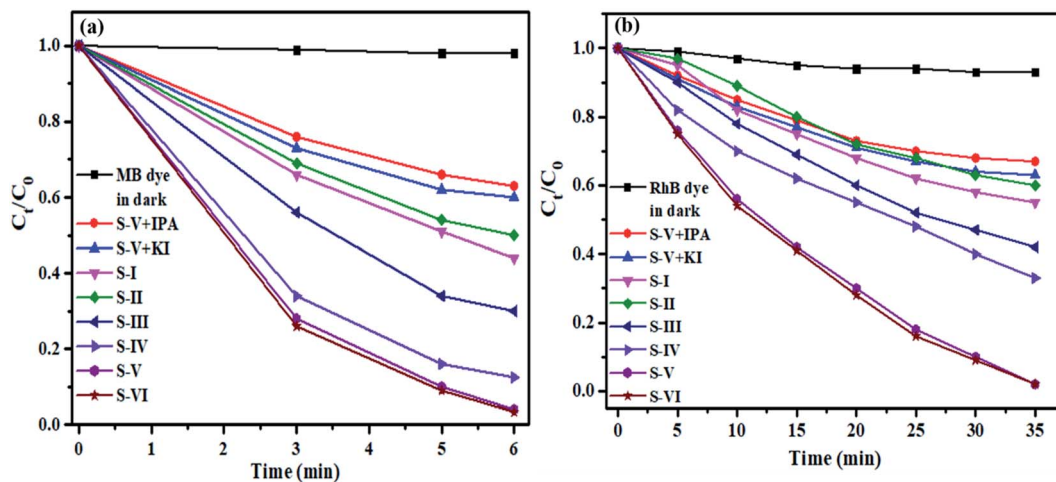 (a)
1.0
0.8
0.6
0.4
0.2
0.0
Ct/C0
MB dye
in dark
S-V+IPA
S-V+KI
S-I
S-II
S-III
S-IV
S-V
S-VI
0 1 2 3 4 5 6
Time (min)
(b)
1.0
0.8
0.6
0.4
0.2
0.0
Ct/C0
RhB dye
in dark
S-V+IPA
S-V+KI
S-I
S-II
S-III
S-IV
S-V
S-VI
0 5 10 15 20 25 30 35
Time (min)